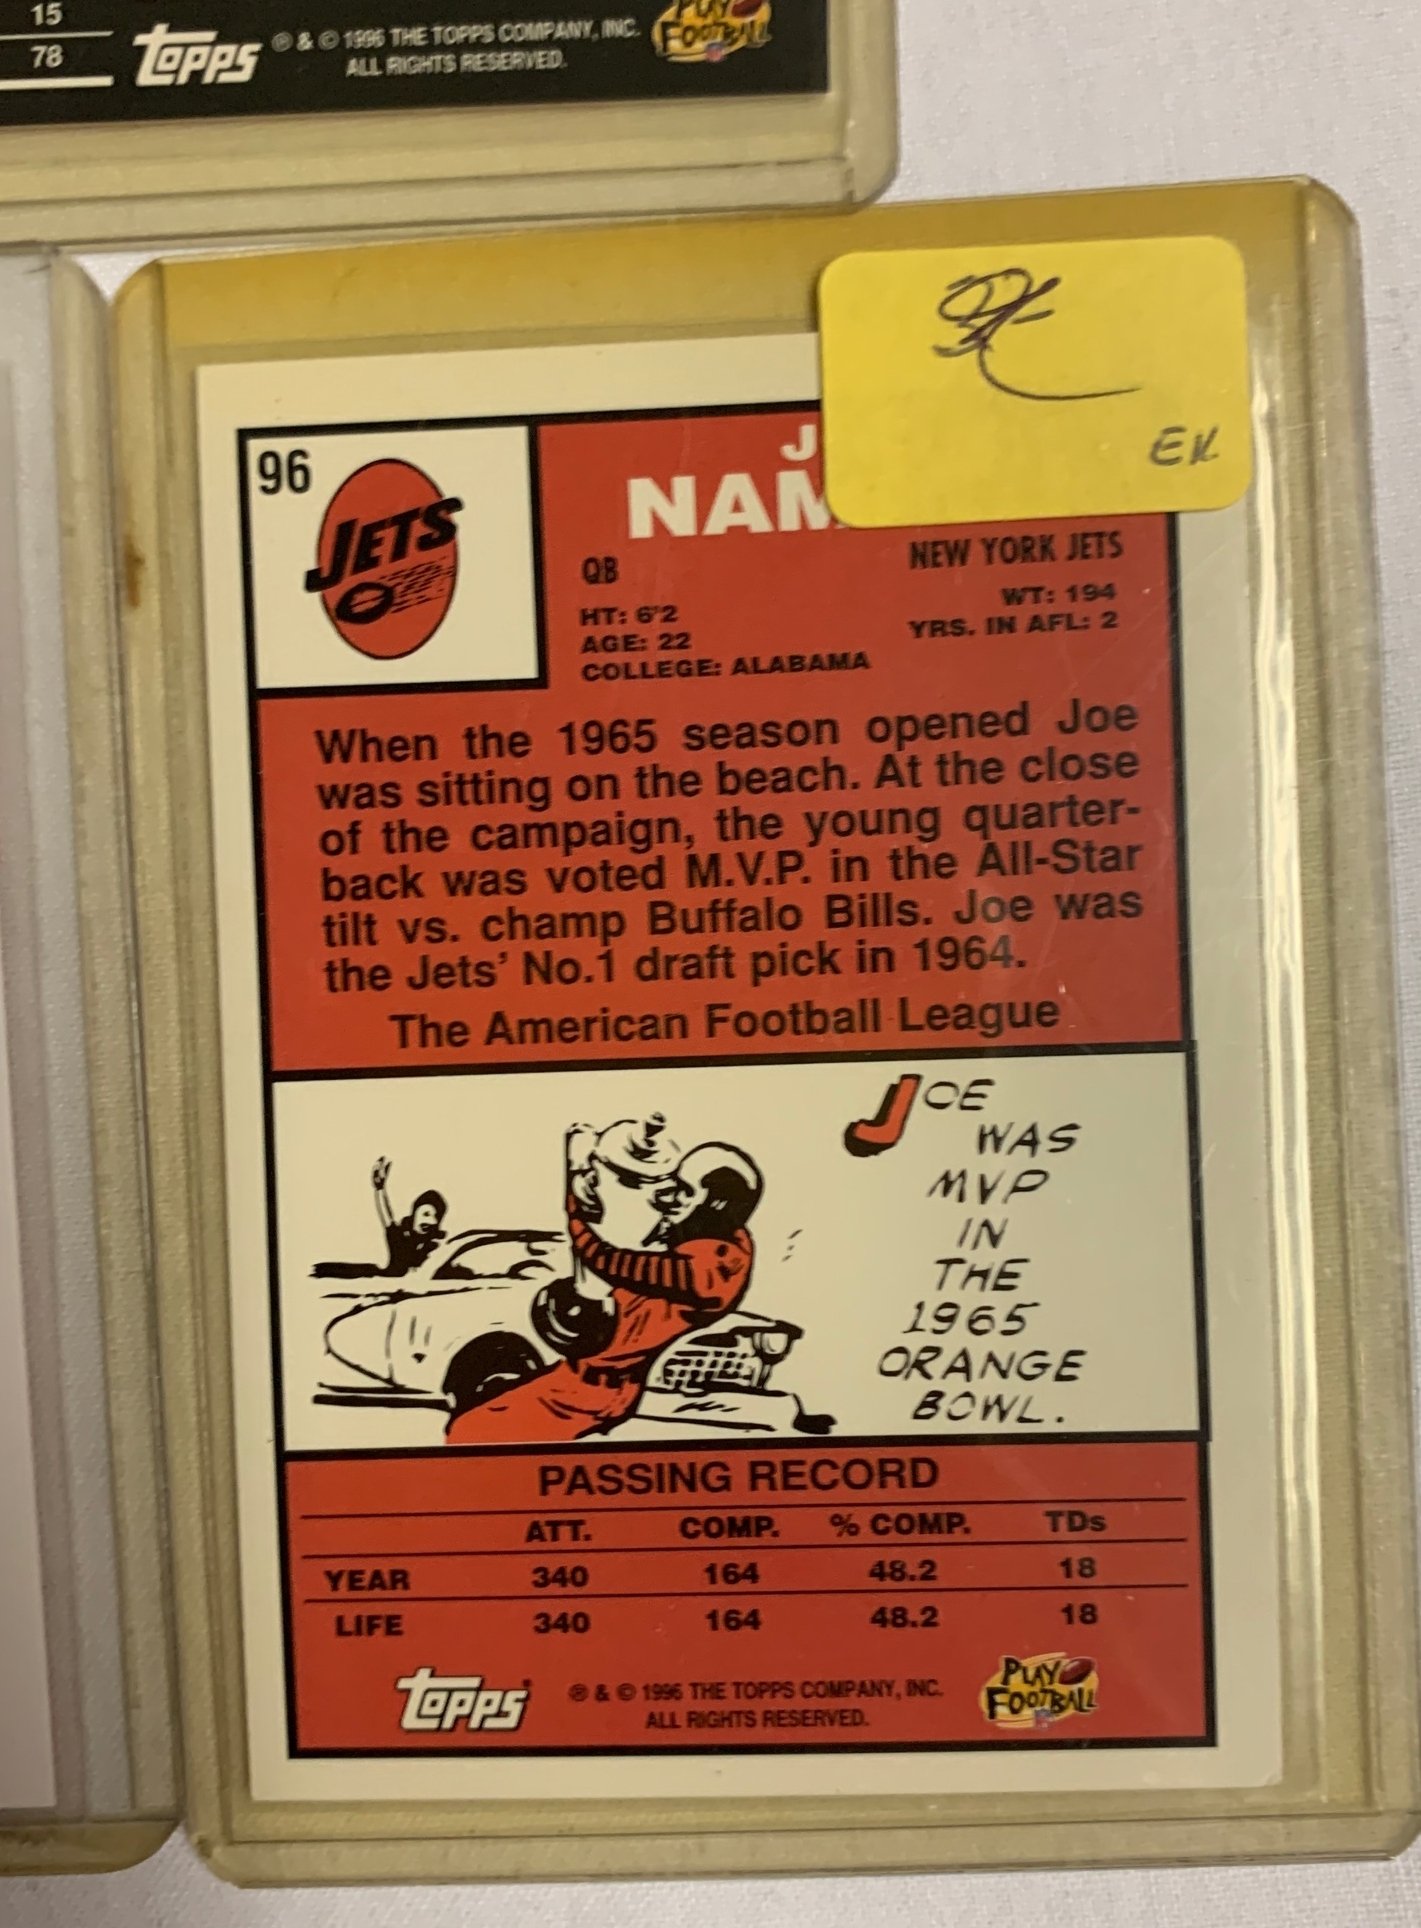 15
78
Topps ® & © 1996 THE TOPPS COMPANY, INC.
ALL RIGHTS RESERVED.
PLAY
FOOTBALL
EX
96
JETS
J
NAM
QB
NEW YORK JETS
HT: 6'2
WT: 194
AGE: 22
YRS. IN AFL: 2
COLLEGE: ALABAMA
When the 1965 season opened Joe
was sitting on the beach. At the close
of the campaign, the young quarter-
back was voted M.V.P. in the All-Star
tilt vs. champ Buffalo Bills. Joe was
the Jets' No.1 draft pick in 1964.
The American Football League
JOE
WAS
MVP
IN
THE
1965
ORANGE
BOWL.
PASSING RECORD
ATT. COMP. % COMP. TDs
YEAR 340 164 48.2 18
LIFE 340 164 48.2 18
Topps ® & © 1996 THE TOPPS COMPANY, INC.
ALL RIGHTS RESERVED.
PLAY
FOOTBALL